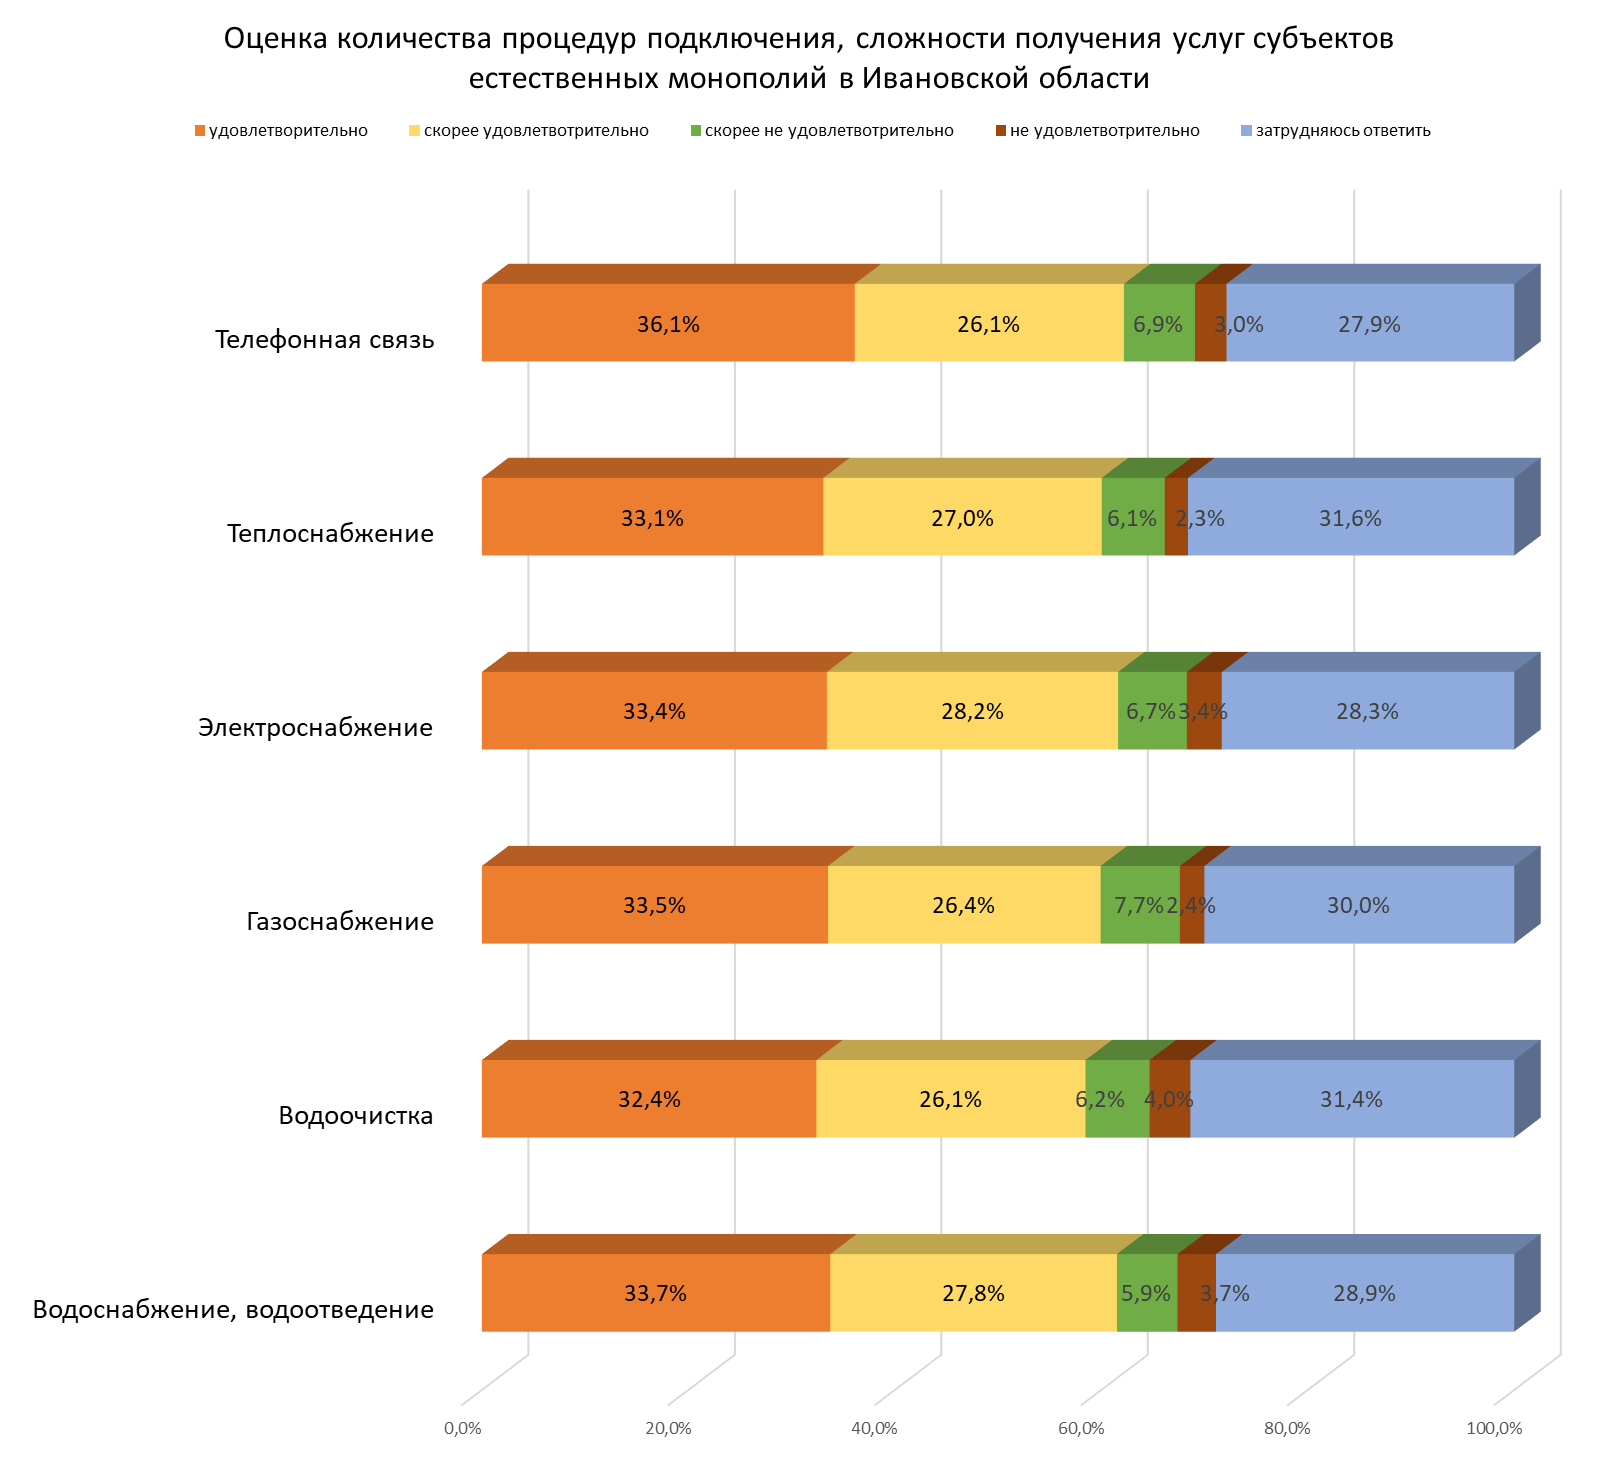 Оценка количества процедур подключения, сложности получения услуг субъектов
естественных монополий в Ивановской области
удовлетворительно скорее удовлетвотрительно скорее не удовлетвотрительно не удовлетвотрительно затрудняюсь ответить
Телефонная связь 36,1% 26,1% 6,9% 3,0% 27,9%
Теплоснабжение 33,1% 27,0% 6,1% 2,3% 31,6%
Электроснабжение 33,4% 28,2% 6,7% 3,4% 28,3%
Газоснабжение 33,5% 26,4% 7,7% 2,4% 30,0%
Водоочистка 32,4% 26,1% 6,2% 4,0% 31,4%
Водоснабжение, водоотведение 33,7% 27,8% 5,9% 3,7% 28,9%
0,0% 20,0% 40,0% 60,0% 80,0% 100,0%